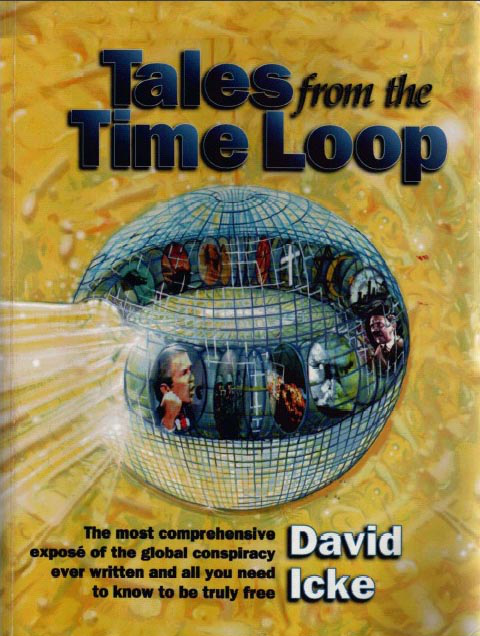 Tales from the
Time Loop
The most comprehensive
exposé of the global conspiracy
ever written and all you need
to know to be truly free
David
Icke